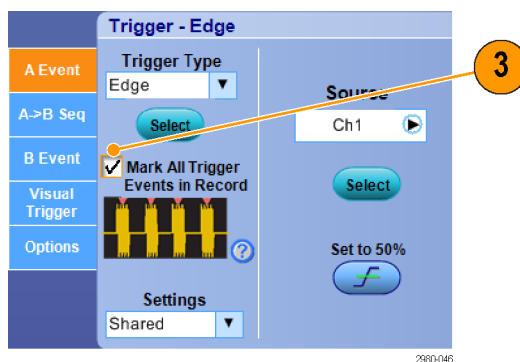 Trigger - Edge
A Event
A->B Seq
B Event
Visual
Trigger
Options
Trigger Type
Edge
Select
Mark All Trigger
Events in Record
?
Settings
Shared
Source
Ch1
Select
Set to 50%
3
2980-046